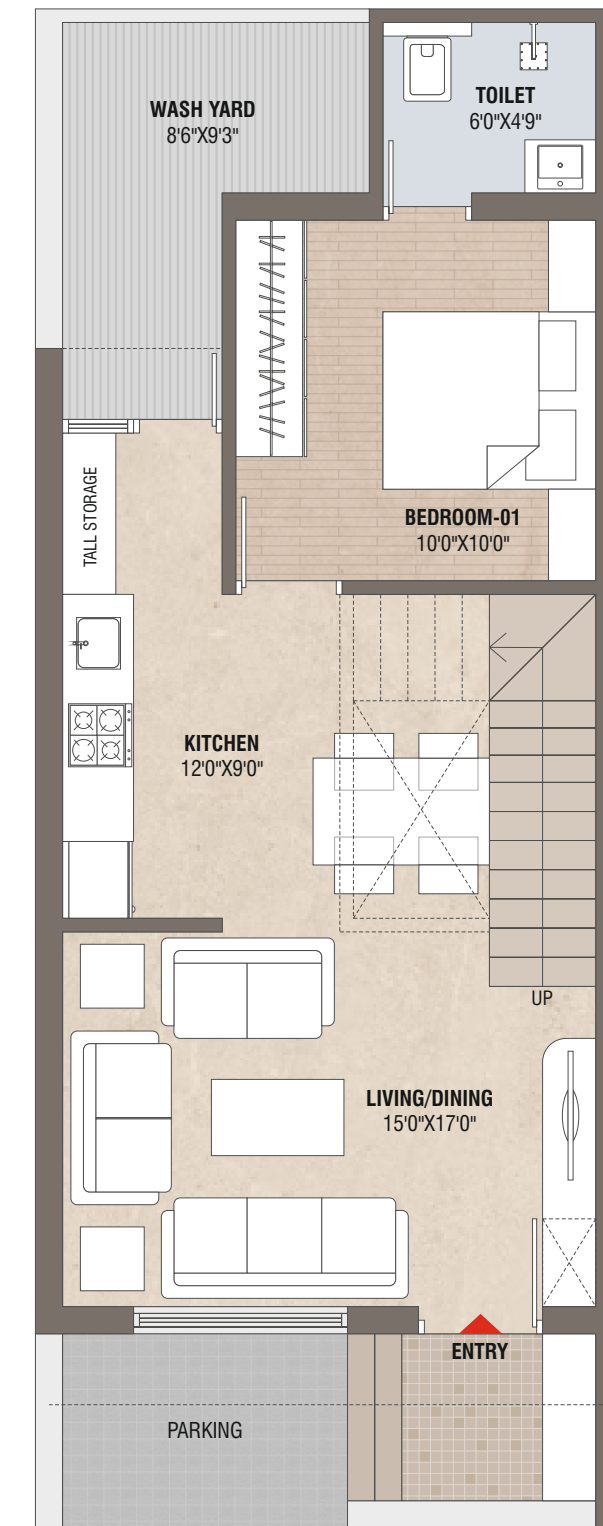 WASH YARD
8'6"X9'3"
TOILET
6'0"X4'9"
TALL STORAGE
BEDROOM-01
10'0"X10'0"
KITCHEN
12'0"X9'0"
UP
LIVING/DINING
15'0"X17'0"
ENTRY
PARKING